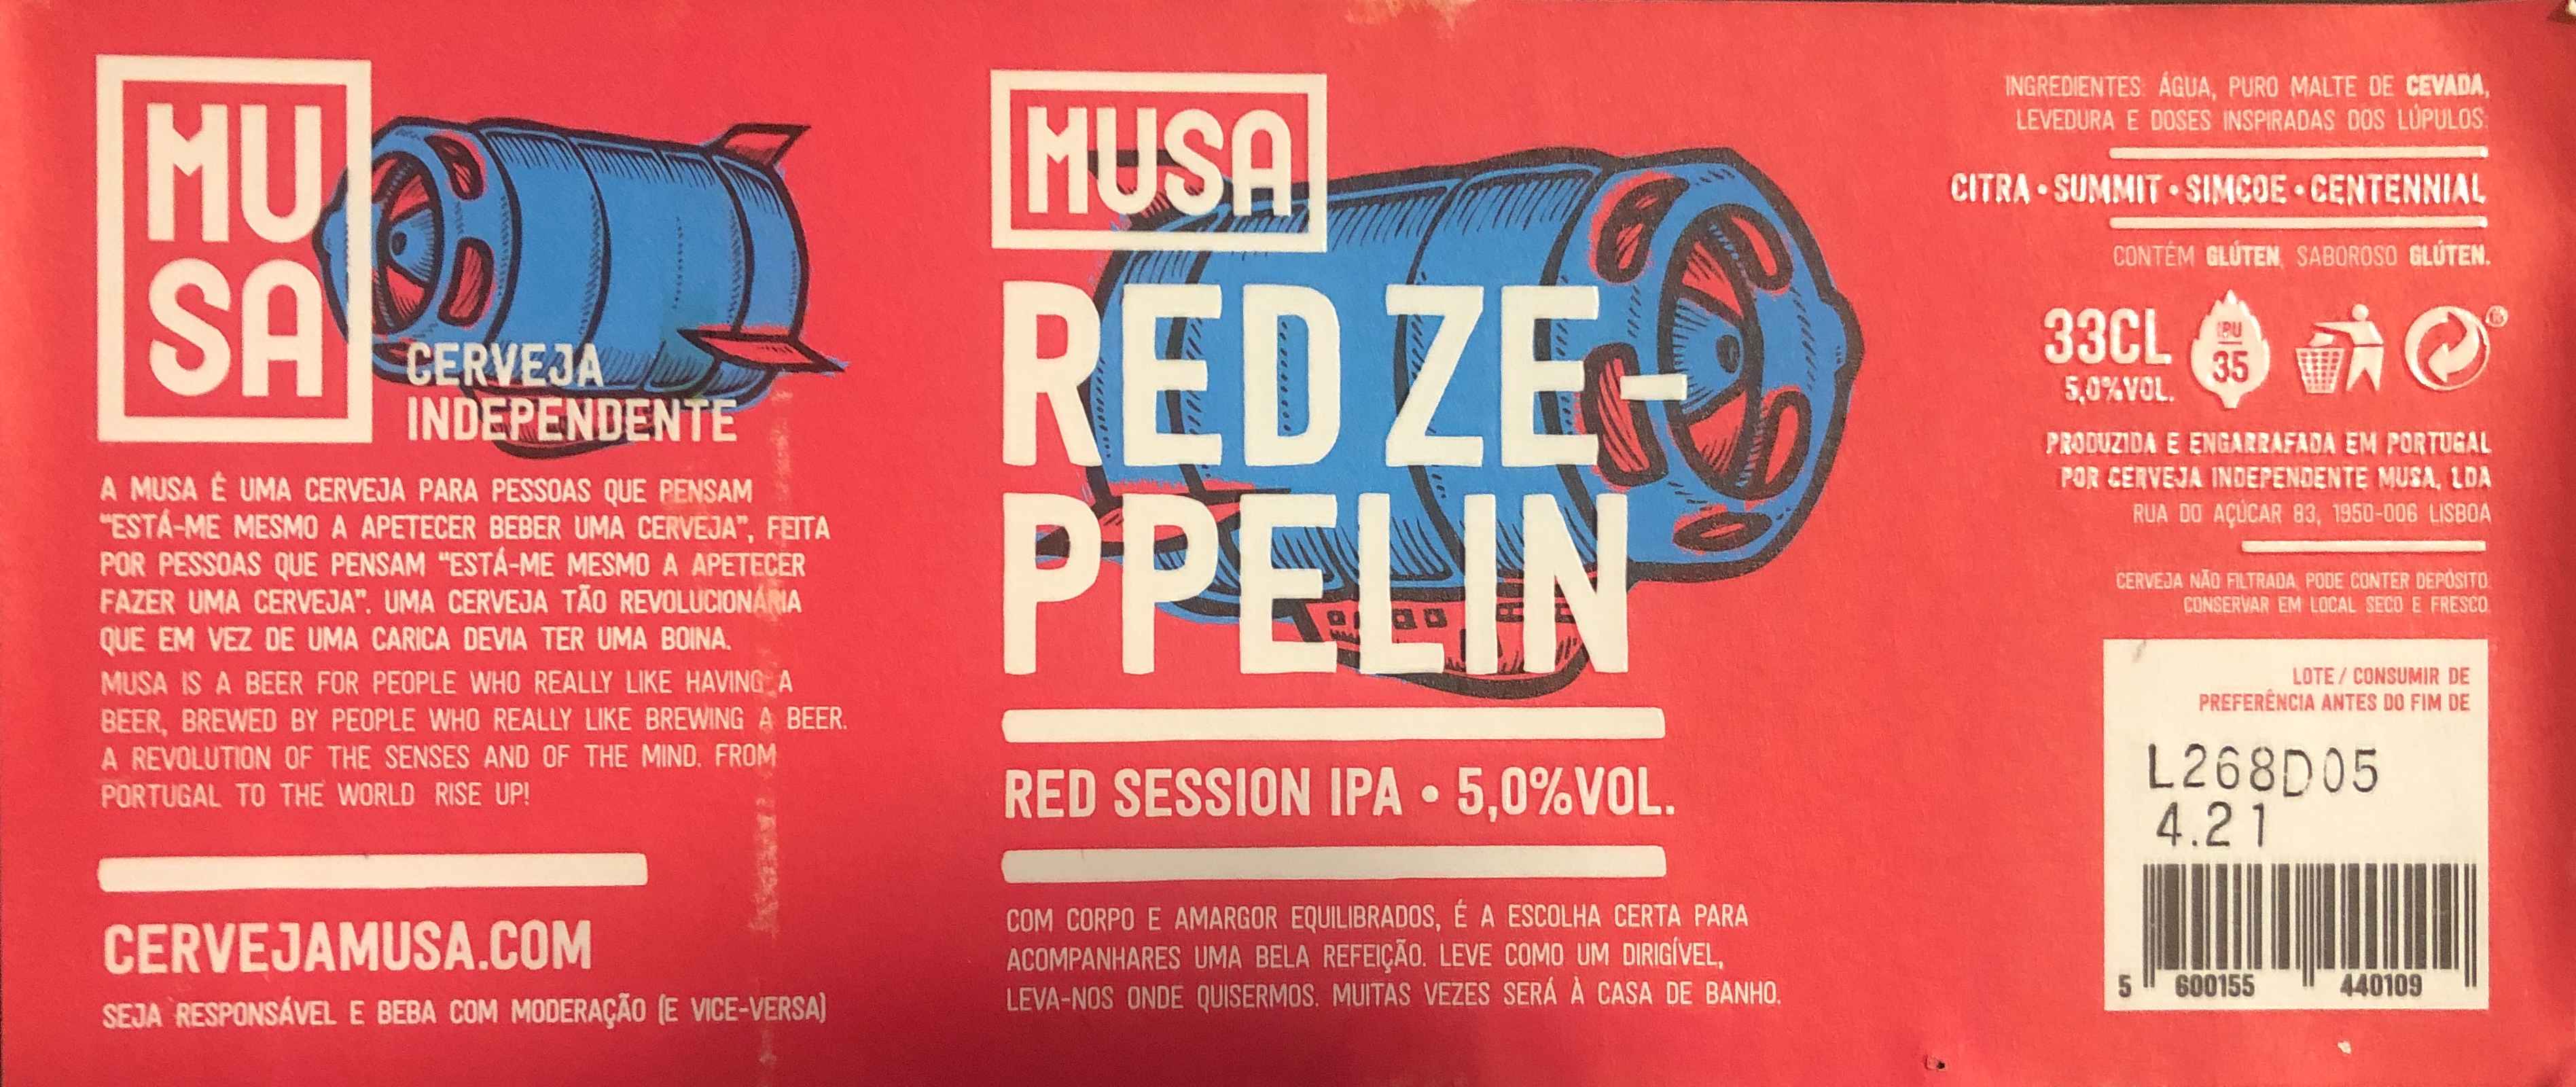 MU
SA
CERVEJA
INDEPENDENTE
A MUSA É UMA CERVEJA PARA PESSOAS QUE PENSAM
"ESTÁ-ME MESMO A APETECER BEBER UMA CERVEJA", FEITA
POR PESSOAS QUE PENSAM "ESTÁ-ME MESMO A APETECER
FAZER UMA CERVEJA". UMA CERVEJA TÃO REVOLUCIONÁRIA
QUE EM VEZ DE UMA CARICA DEVIA TER UMA BOINA.
MUSA IS A BEER FOR PEOPLE WHO REALLY LIKE HAVING A
BEER, BREWED BY PEOPLE WHO REALLY LIKE BREWING A BEER.
A REVOLUTION OF THE SENSES AND OF THE MIND. FROM
PORTUGAL TO THE WORLD RISE UP!
CERVEJAMUSA.COM
SEJA RESPONSÁVEL E BEBA COM MODERAÇÃO (E VICE-VERSA)
MUSA
RED ZE-
PPELIN
RED SESSION IPA • 5,0%VOL.
COM CORPO E AMARGOR EQUILIBRADOS, É A ESCOLHA CERTA PARA
ACOMPANHARES UMA BELA REFEIÇÃO. LEVE COMO UM DIRIGÍVEL,
LEVA-NOS ONDE QUISERMOS. MUITAS VEZES SERÁ À CASA DE BANHO.
INGREDIENTES: ÁGUA, PURO MALTE DE CEVADA,
LEVEDURA E DOSES INSPIRADAS DOS LÚPULOS:
CITRA • SUMMIT • SIMCOE • CENTENNIAL
CONTÉM GLÚTEN, SABOROSO GLÚTEN.
33CL
5,0%VOL.
IBU
35
PRODUZIDA E ENGARRAFADA EM PORTUGAL
POR CERVEJA INDEPENDENTE MUSA, LDA
RUA DO AÇÚCAR 83, 1950-006 LISBOA
CERVEJA NÃO FILTRADA, PODE CONTER DEPÓSITO.
CONSERVAR EM LOCAL SECO E FRESCO.
LOTE / CONSUMIR DE
PREFERÊNCIA ANTES DO FIM DE
L268D05
4.21
5 600155 440109